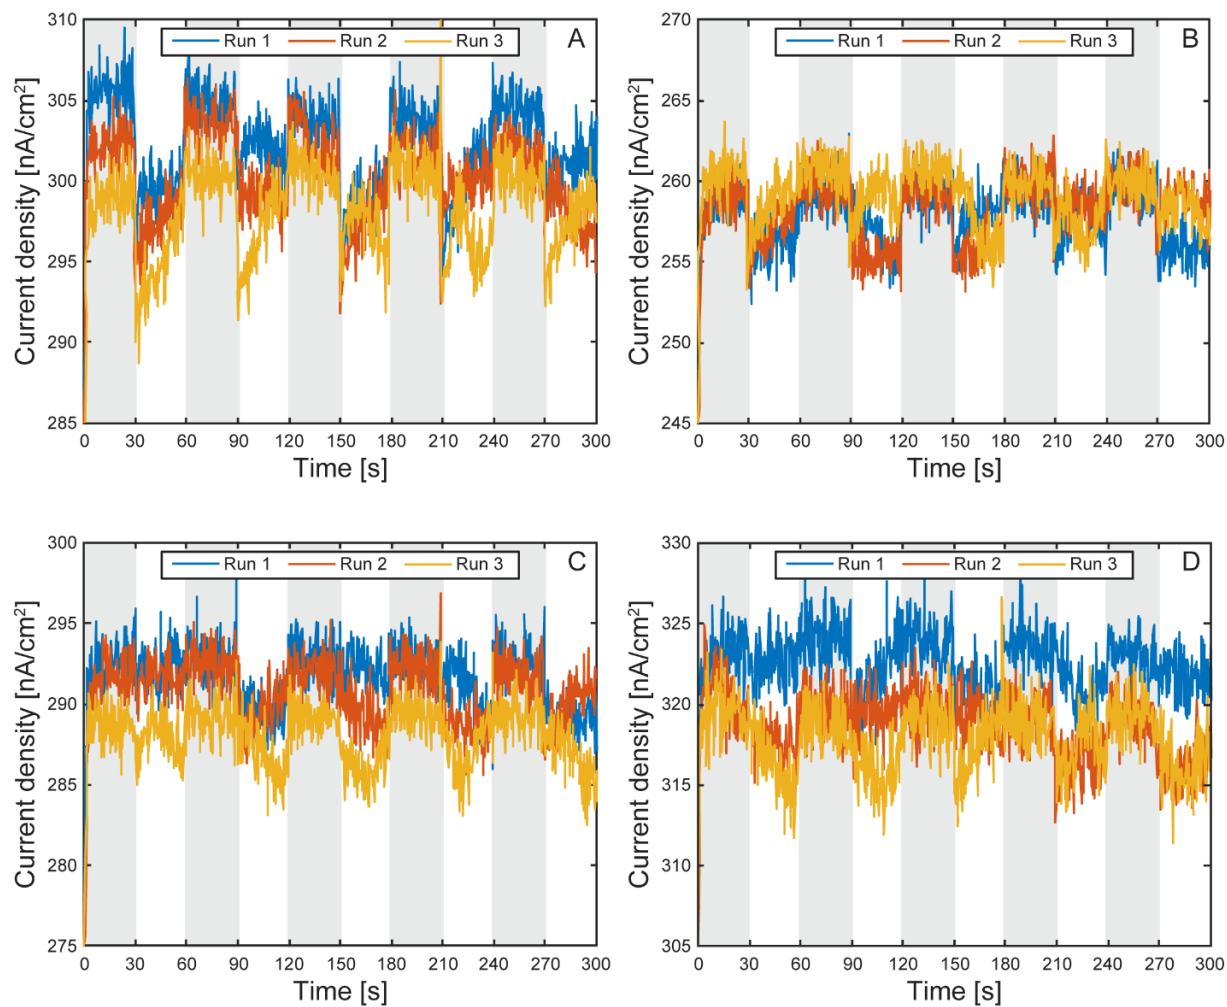 Run 1 Run 2 Run 3 A
Current density [nA/cm²]
310
305
300
295
290
285
0 30 60 90 120 150 180 210 240 270 300
Time [s]
Run 1 Run 2 Run 3 B
Current density [nA/cm²]
270
265
260
255
250
245
0 30 60 90 120 150 180 210 240 270 300
Time [s]
Run 1 Run 2 Run 3 C
Current density [nA/cm²]
300
295
290
285
280
275
0 30 60 90 120 150 180 210 240 270 300
Time [s]
Run 1 Run 2 Run 3 D
Current density [nA/cm²]
330
325
320
315
310
305
0 30 60 90 120 150 180 210 240 270 300
Time [s]